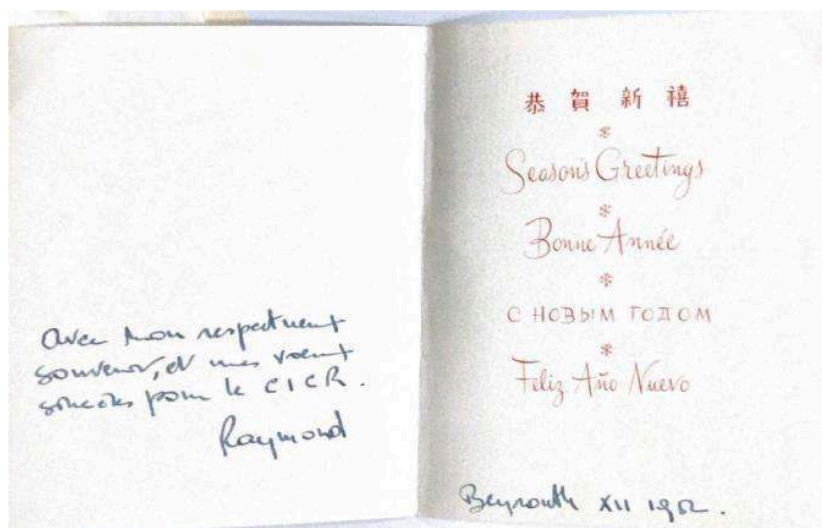 avec mon respectueux
souvenir, et mes voeux
sincères pour le CICR.
Raymond
恭賀新禧
*
Season's Greetings
*
Bonne Année
*
С НОВЫМ ГОДОМ
*
Feliz Año Nuevo
Beyrouth XII 1952.